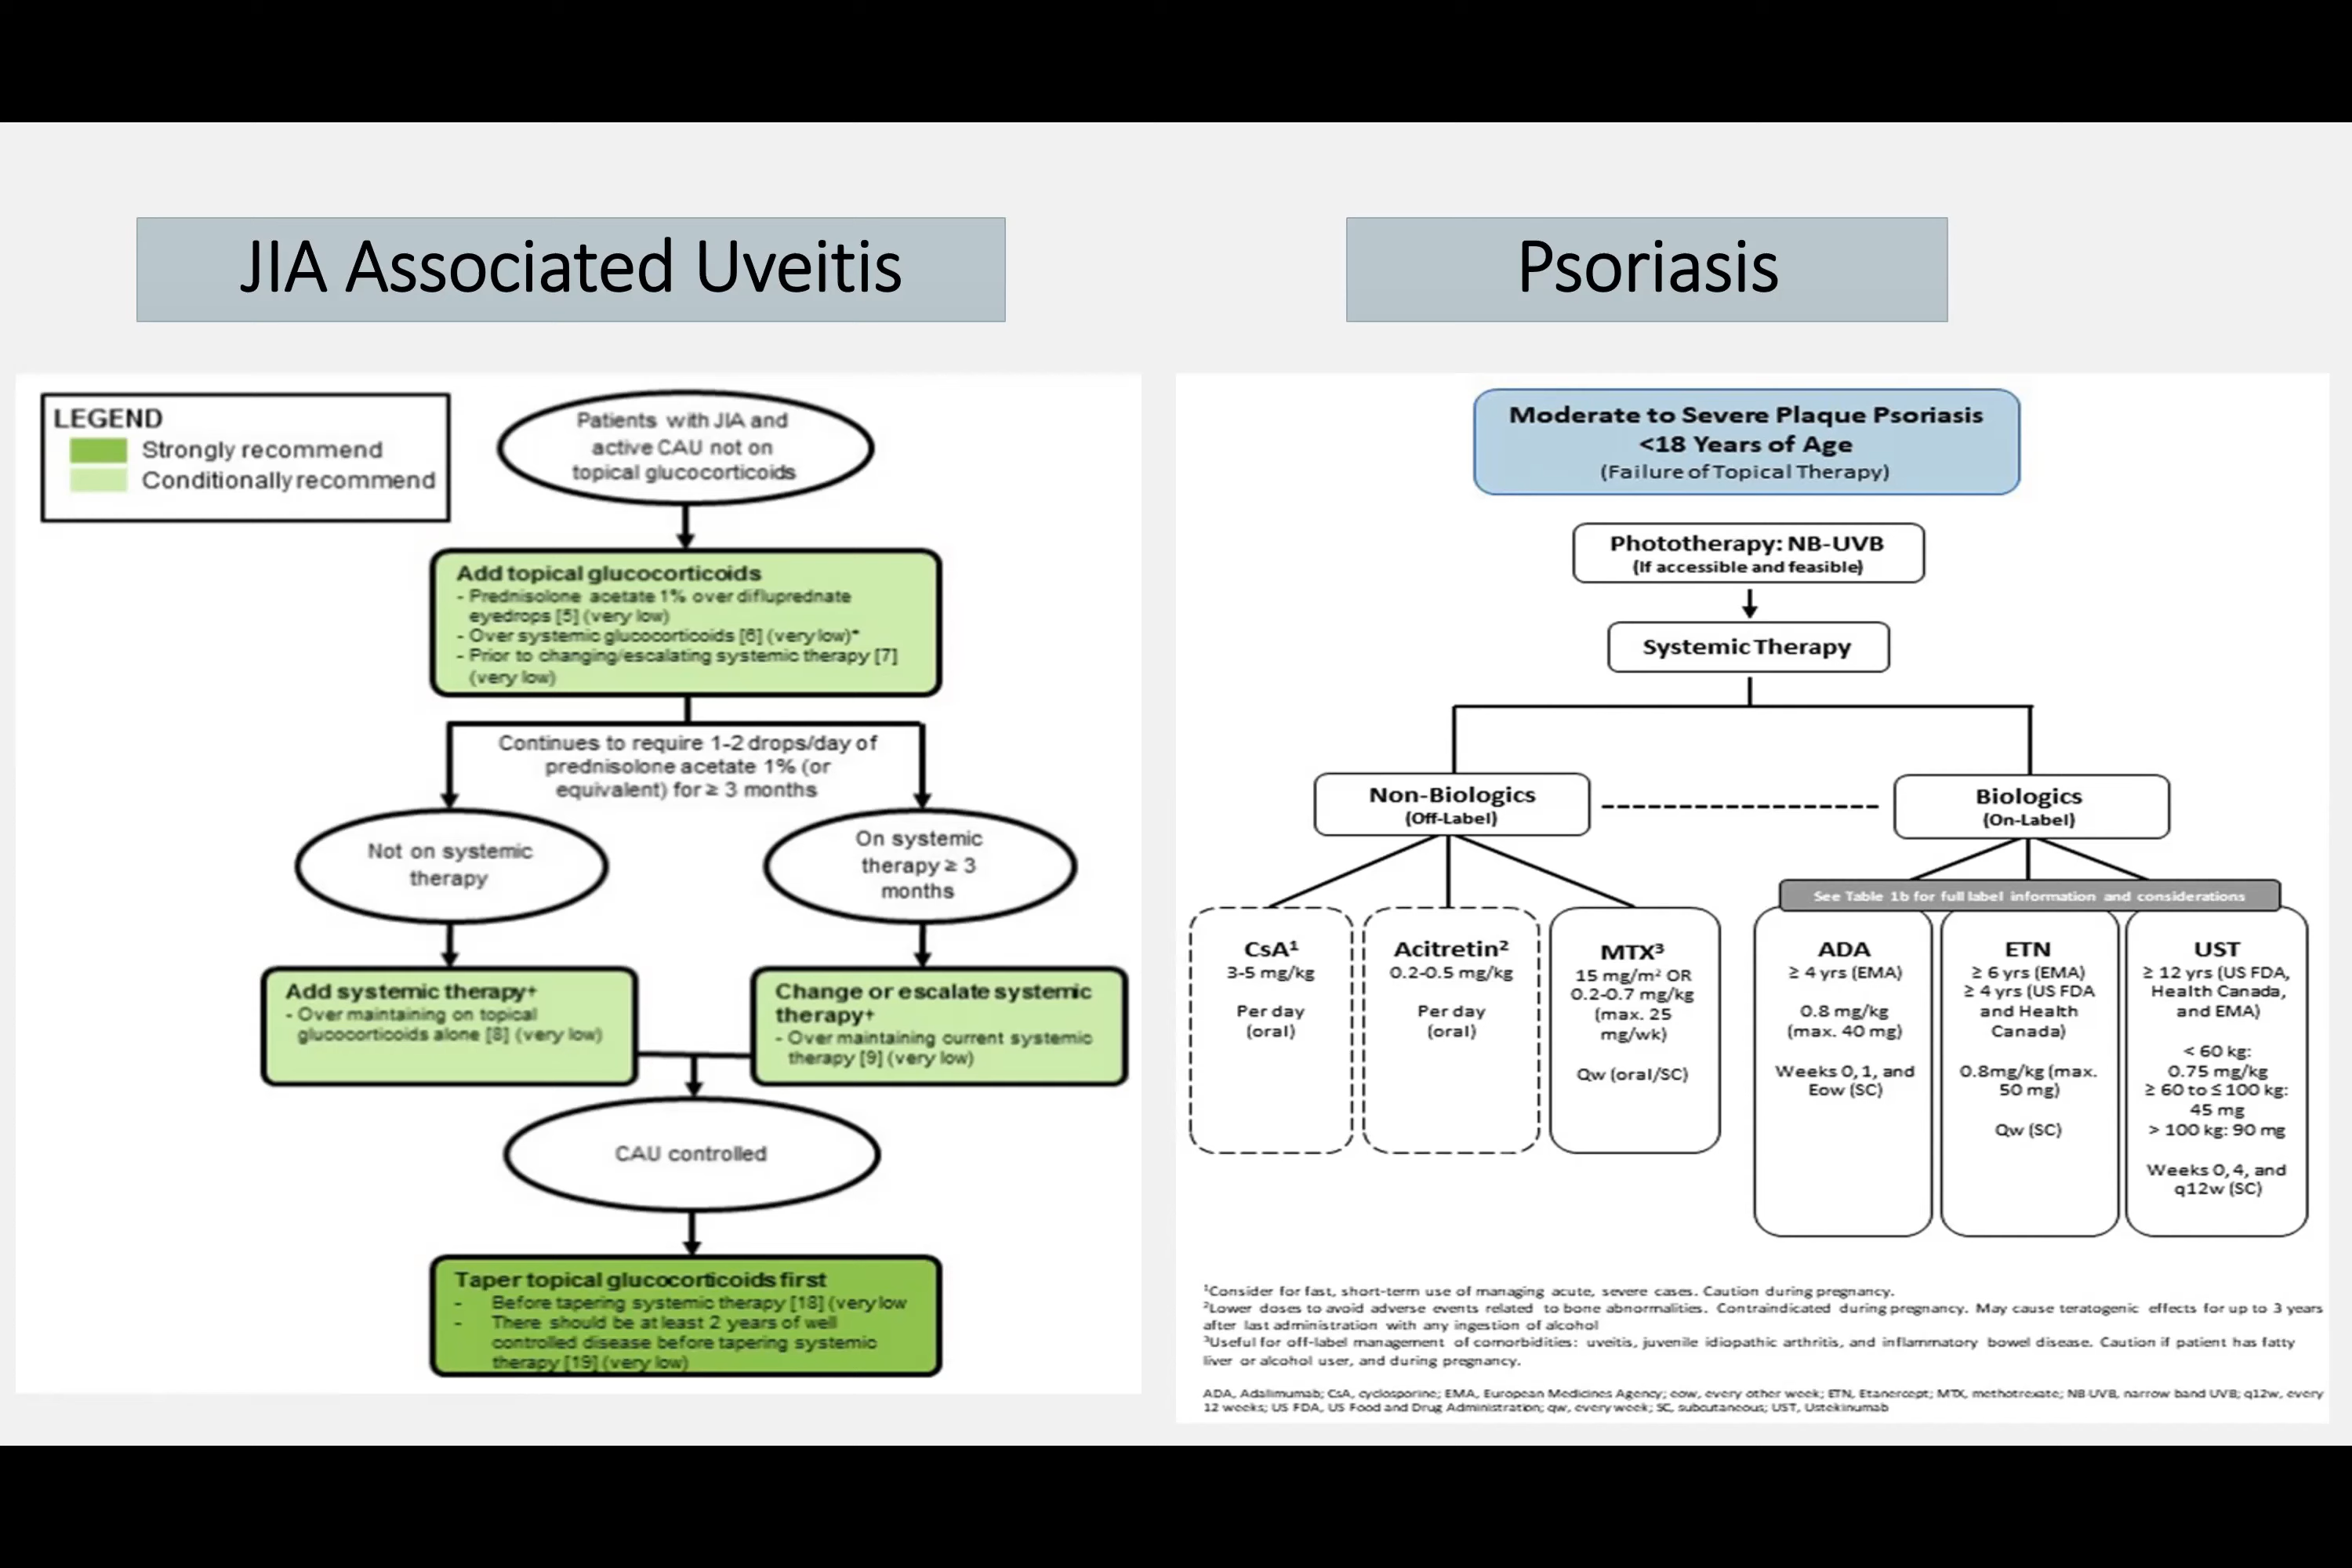 JIA Associated Uveitis
LEGEND
Strongly recommend
Conditionally recommend
Patients with JIA and
active CAU not on
topical glucocorticoids
Add topical glucocorticoids
- Prednisolone acetate 1% over difluprednate
eyedrops [5] (very low)
- Over systemic glucocorticoids [6] (very low)*
- Prior to changing/escalating systemic therapy [7]
(very low)
Continues to require 1-2 drops/day of
prednisolone acetate 1% (or
equivalent) for ≥ 3 months
Not on systemic
therapy
On systemic
therapy ≥ 3
months
Add systemic therapy+
- Over maintaining on topical
glucocorticoids alone [8] (very low)
Change or escalate systemic
therapy+
- Over maintaining current systemic
therapy [9] (very low)
CAU controlled
Taper topical glucocorticoids first
- Before tapering systemic therapy [18] (very low
- There should be at least 2 years of well
controlled disease before tapering systemic
therapy [19] (very low)
Psoriasis
Moderate to Severe Plaque Psoriasis
<18 Years of Age
(Failure of Topical Therapy)
Phototherapy: NB-UVB
(If accessible and feasible)
Systemic Therapy
Non-Biologics
(Off-Label)
Biologics
(On-Label)
See Table 1b for full label information and considerations
CsA¹
3-5 mg/kg
Per day
(oral)
Acitretin²
0.2-0.5 mg/kg
Per day
(oral)
MTX³
15 mg/m² OR
0.2-0.7 mg/kg
(max. 25
mg/wk)
Qw (oral/SC)
ADA
≥ 4 yrs (EMA)
0.8 mg/kg
(max. 40 mg)
Weeks 0, 1, and
Eow (SC)
ETN
≥ 6 yrs (EMA)
≥ 4 yrs (US FDA
and Health
Canada)
0.8mg/kg (max.
50 mg)
Qw (SC)
UST
≥ 12 yrs (US FDA,
Health Canada,
and EMA)
< 60 kg:
0.75 mg/kg
≥ 60 to ≤ 100 kg:
45 mg
> 100 kg: 90 mg
Weeks 0, 4, and
q12w (SC)
¹Consider for fast, short-term use of managing acute, severe cases. Caution during pregnancy.
²Lower doses to avoid adverse events related to bone abnormalities. Contraindicated during pregnancy. May cause teratogenic effects for up to 3 years
after last administration with any ingestion of alcohol
³Useful for off-label management of comorbidities: uveitis, juvenile idiopathic arthritis, and inflammatory bowel disease. Caution if patient has fatty
liver or alcohol user, and during pregnancy.
ADA, Adalimumab; CsA, cyclosporine; EMA, European Medicines Agency; eow, every other week; ETN, Etanercept; MTX, methotrexate; NB-UVB, narrow band UVB; q12w, every
12 weeks; US FDA, US Food and Drug Administration; qw, every week; SC, subcutaneous; UST, Ustekinumab